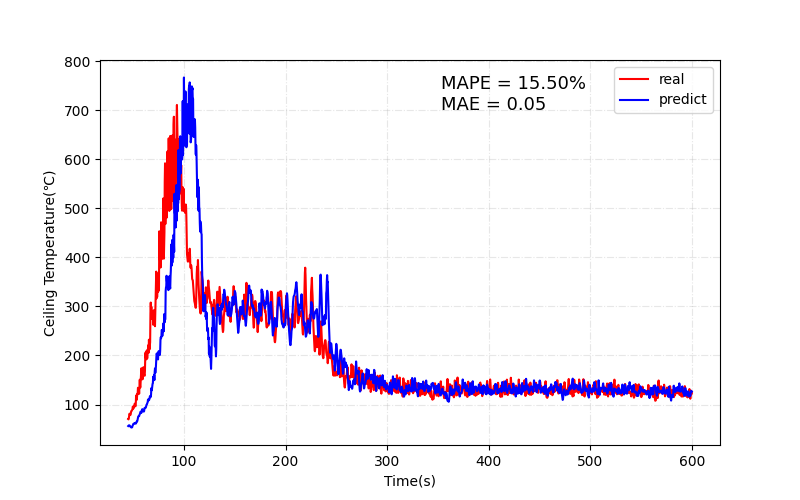 MAPE = 15.50%
MAE = 0.05
real
predict
Ceiling Temperature(℃)
800
700
600
500
400
300
200
100
100 200 300 400 500 600
Time(s)